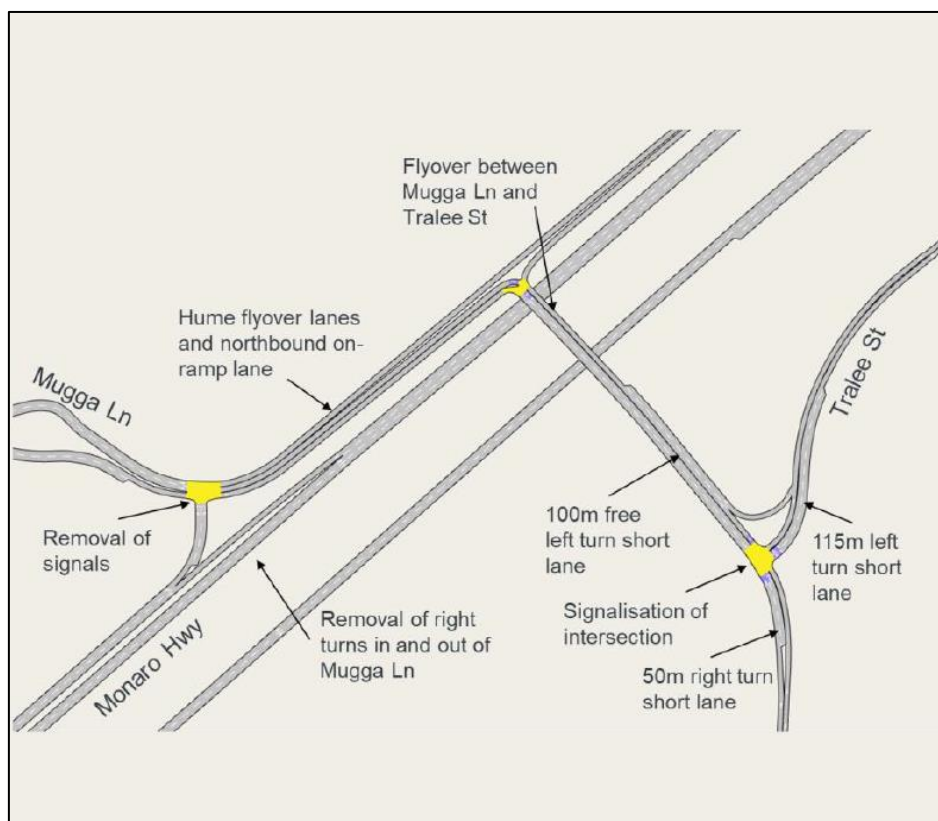 Flyover between
Mugga Ln and
Tralee St
Hume flyover lanes
and northbound on-
ramp lane
Mugga Ln
Tralee St
Removal of
signals
100m free
left turn short
lane
115m left
turn short
lane
Signalisation of
intersection
Removal of right
turns in and out of
Mugga Ln
Monaro Hwy
50m right turn
short lane